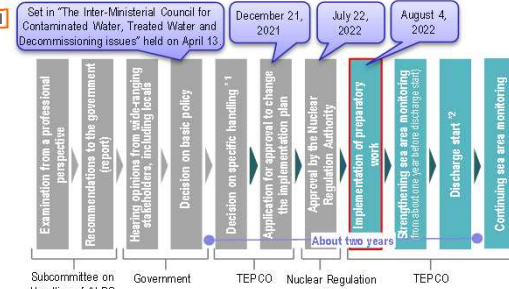 Set in "The Inter-Ministerial Council for
Contaminated Water, Treated Water and
Decommissioning issues" held on April 13.
December 21,
2021
July 22,
2022
August 4,
2022
Examination from a professional
perspective
Recommendations to the government
(report)
Hearing opinions from wide-ranging
stakeholders, including locals
Decision on basic policy
Decision on specific handling *1
Application for approval to change
the implementation plan
Approval by the Nuclear
Regulation Authority
Implementation of preparatory
work
Strengthening sea area monitoring
(from about one year before discharge start)
Discharge start *2
Continuing sea area monitoring
About two years
Subcommittee on
Government
TEPCO
Nuclear Regulation
TEPCO